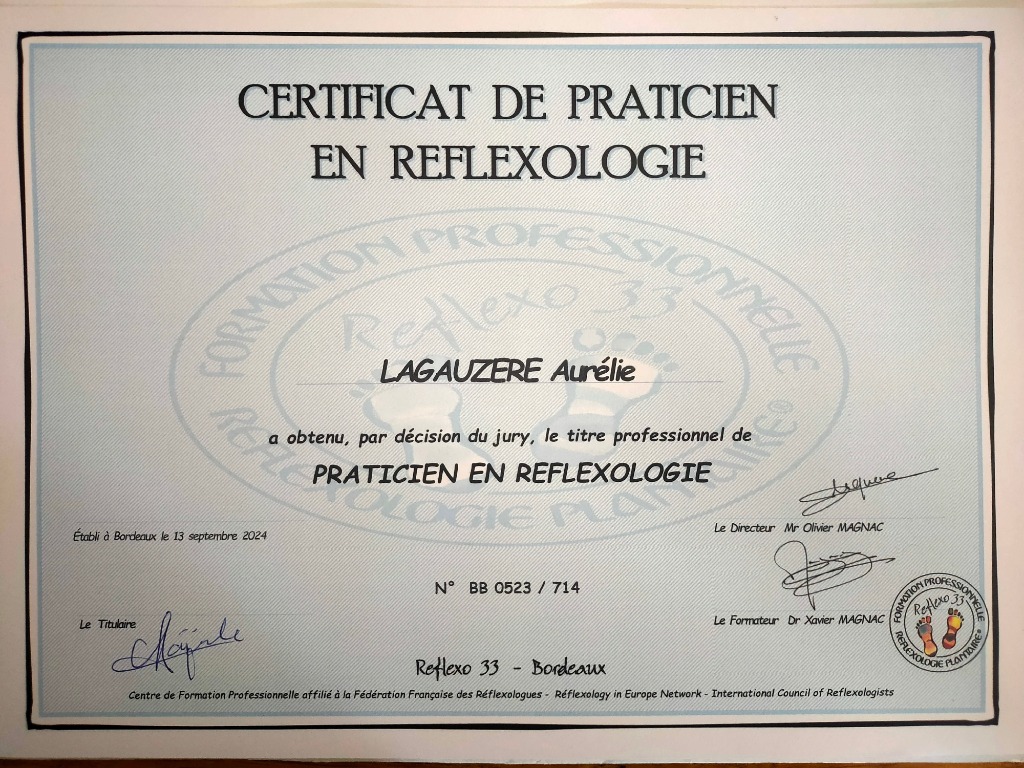 CERTIFICAT DE PRATICIEN
EN REFLEXOLOGIE
FORMATION PROFESSIONNELLE
Reflexo 33
REFLEXOLOGIE PLANTAIRE®
LAGAUZERE Aurélie
a obtenu, par décision du jury, le titre professionnel de
PRATICIEN EN REFLEXOLOGIE
Établi à Bordeaux le 13 septembre 2024
Le Directeur Mr Olivier MAGNAC
N° BB 0523 / 714
Le Titulaire
Le Formateur Dr Xavier MAGNAC
FORMATION PROFESSIONNELLE
Reflexo 33
REFLEXOLOGIE PLANTAIRE®
Reflexo 33 - Bordeaux
Centre de Formation Professionnelle affilié à la Fédération Française des Réflexologues - Réflexology in Europe Network - International Council of Reflexologists